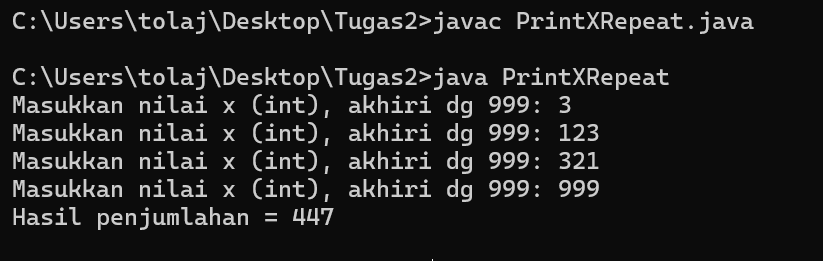 C:\Users\tolaj\Desktop\Tugas2>javac PrintXRepeat.java
C:\Users\tolaj\Desktop\Tugas2>java PrintXRepeat
Masukkan nilai x (int), akhiri dg 999: 3
Masukkan nilai x (int), akhiri dg 999: 123
Masukkan nilai x (int), akhiri dg 999: 321
Masukkan nilai x (int), akhiri dg 999: 999
Hasil penjumlahan = 447